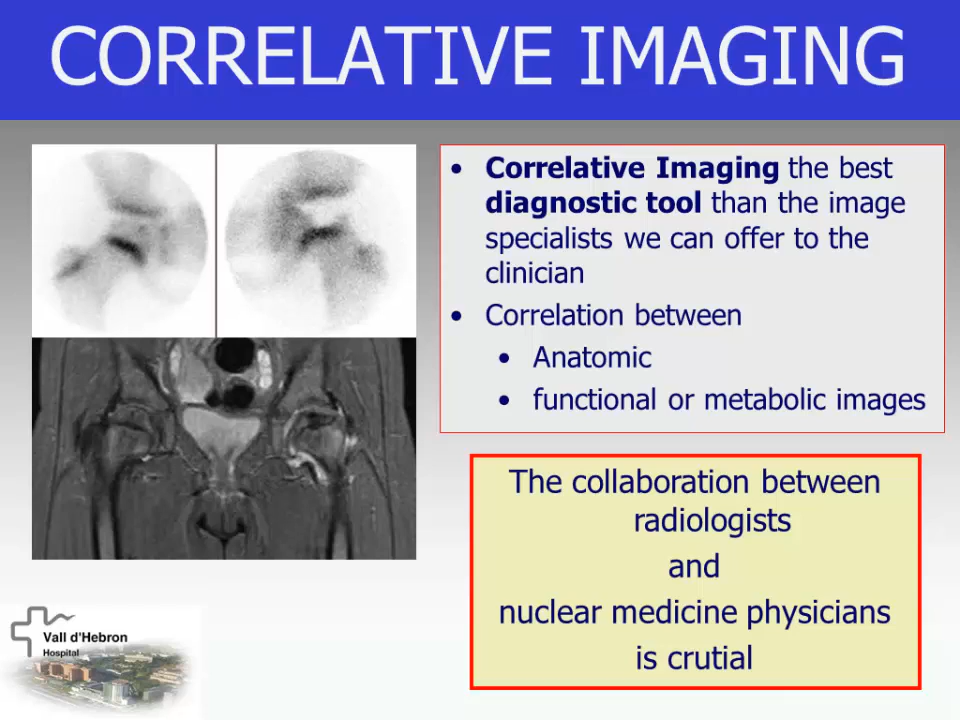 CORRELATIVE IMAGING
• Correlative Imaging the best
diagnostic tool than the image
specialists we can offer to the
clinician
• Correlation between
• Anatomic
• functional or metabolic images
The collaboration between
radiologists
and
nuclear medicine physicians
is crutial
Vall d'Hebron
Hospital